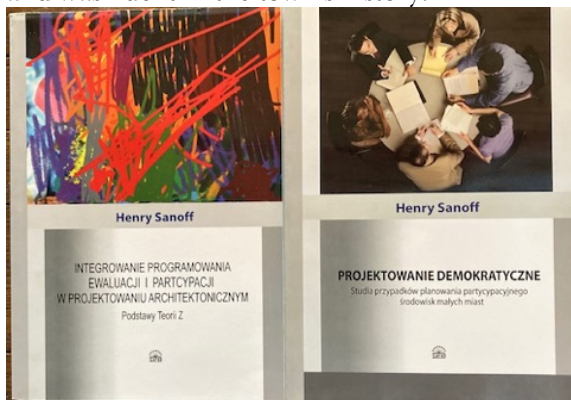 Henry Sanoff
INTEGROWANIE PROGRAMOWANIA
EWALUACJI I PARTCYPACJI
W PROJEKTOWANIU ARCHITEKTONICZNYM
Podstawy Teorii Z
Henry Sanoff
PROJEKTOWANIE DEMOKRATYCZNE
Studia przypadków planowania partycypacyjnego
środowisk małych miast